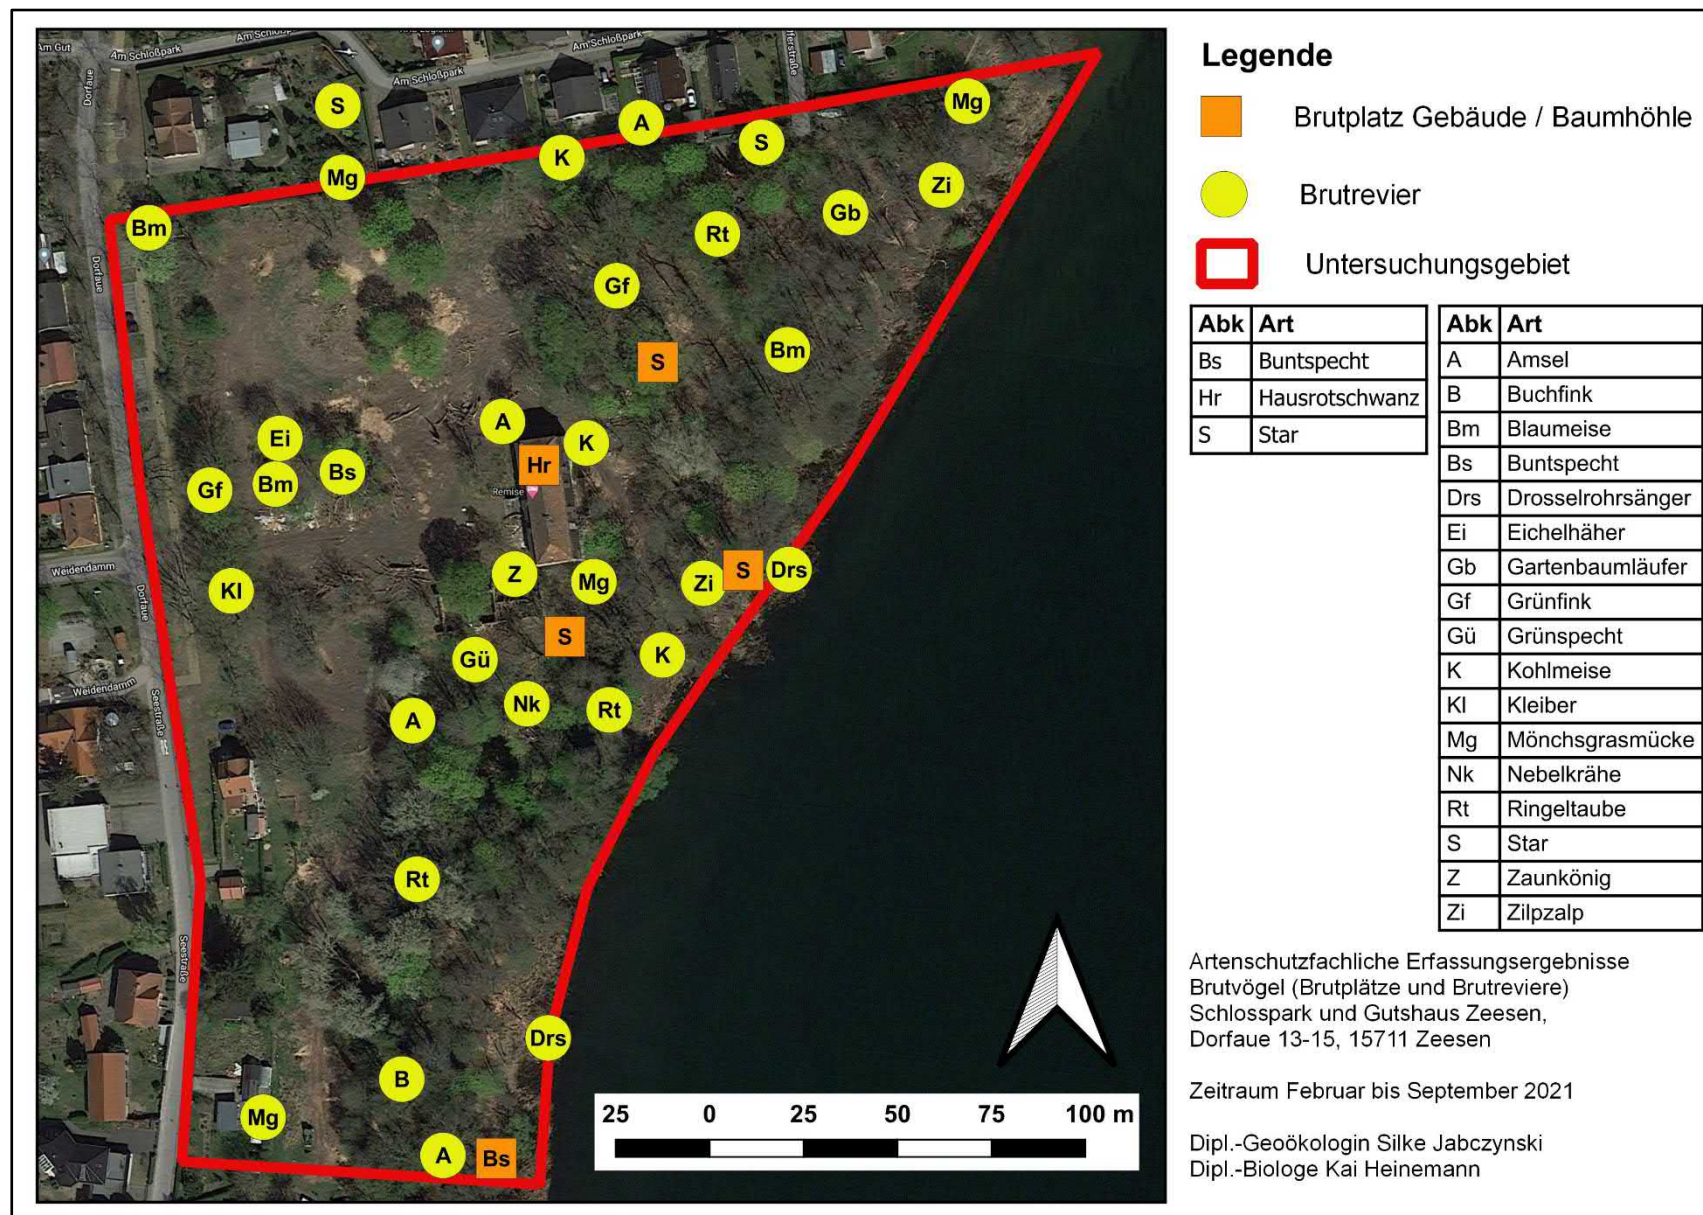 Am Gut
Am Schloßpark
Am Schloßpark
Am Schloßpark
Am Schloßpark
Dorfaue
Dorfaue
Dorfaue
Weidendamm
Weidendamm
Seestraße
Seestraße
Remise
S
A
Mg
K
S
Mg
Bm
Zi
Gb
Rt
Gf
S
Bm
A
K
Ei
Hr
Bs
Gf
Bm
Z
Mg
Zi
S
Drs
Kl
S
Gü
K
A
Nk
Rt
Rt
Drs
B
Mg
A
Bs
25 0 25 50 75 100 m
Legende
Brutplatz Gebäude / Baumhöhle
Brutrevier
Untersuchungsgebiet
Abk Art
Bs Buntspecht
Hr Hausrotschwanz
S Star
Abk Art
A Amsel
B Buchfink
Bm Blaumeise
Bs Buntspecht
Drs Drosselrohrsänger
Ei Eichelhäher
Gb Gartenbaumläufer
Gf Grünfink
Gü Grünspecht
K Kohlmeise
Kl Kleiber
Mg Mönchsgrasmücke
Nk Nebelkrähe
Rt Ringeltaube
S Star
Z Zaunkönig
Zi Zilpzalp
Artenschutzfachliche Erfassungsergebnisse
Brutvögel (Brutplätze und Brutreviere)
Schlosspark und Gutshaus Zeesen,
Dorfaue 13-15, 15711 Zeesen
Zeitraum Februar bis September 2021
Dipl.-Geoökologin Silke Jabczynski
Dipl.-Biologe Kai Heinemann